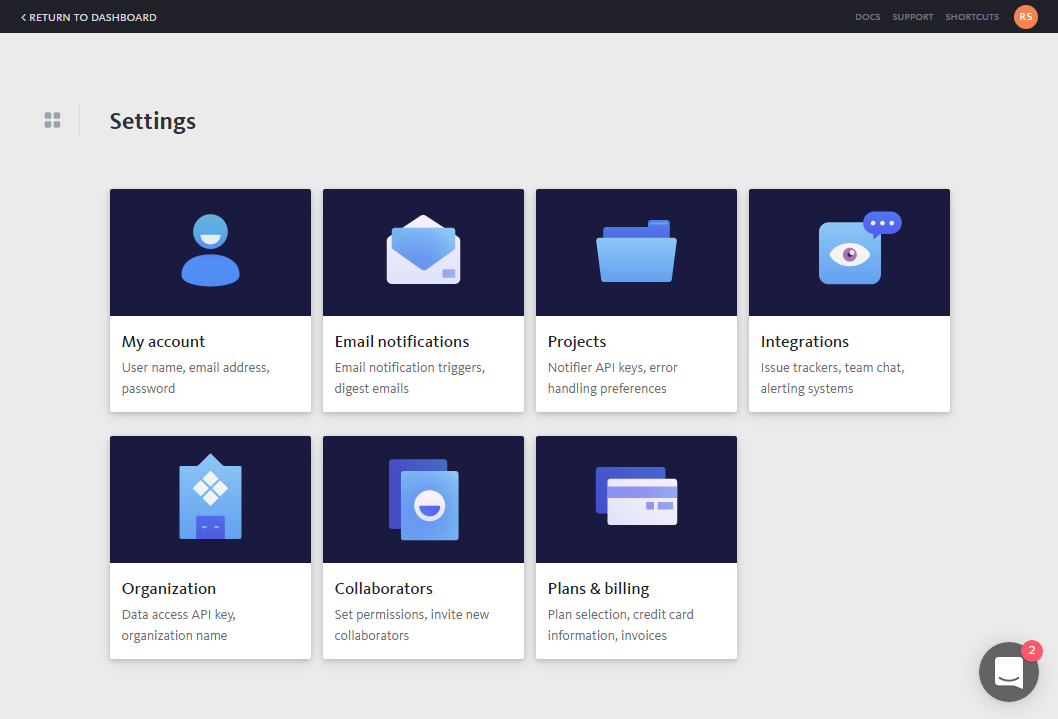 RETURN TO DASHBOARD
DOCS SUPPORT SHORTCUTS RS
Settings
My account
User name, email address,
password
Email notifications
Email notification triggers,
digest emails
Projects
Notifier API keys, error
handling preferences
Integrations
Issue trackers, team chat,
alerting systems
Organization
Data access API key,
organization name
Collaborators
Set permissions, invite new
collaborators
Plans & billing
Plan selection, credit card
information, invoices
2